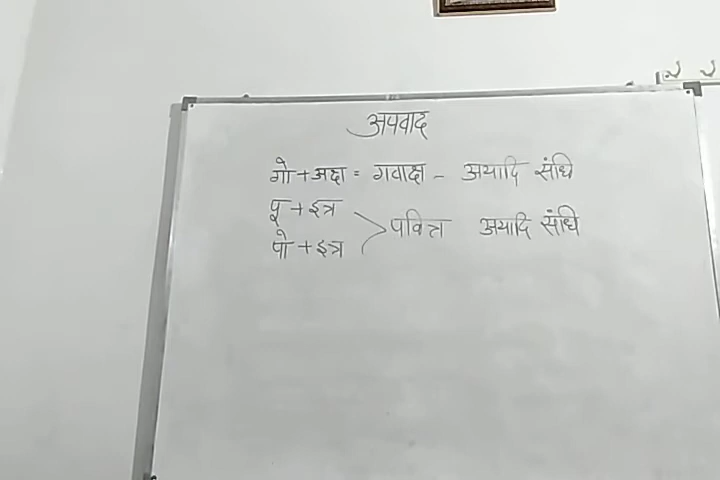 अपवाद
गो + अक्ष = गवाक्ष - अयादि संधि
पू + इत्र
पवित्र अयादि संधि
पो + इत्र